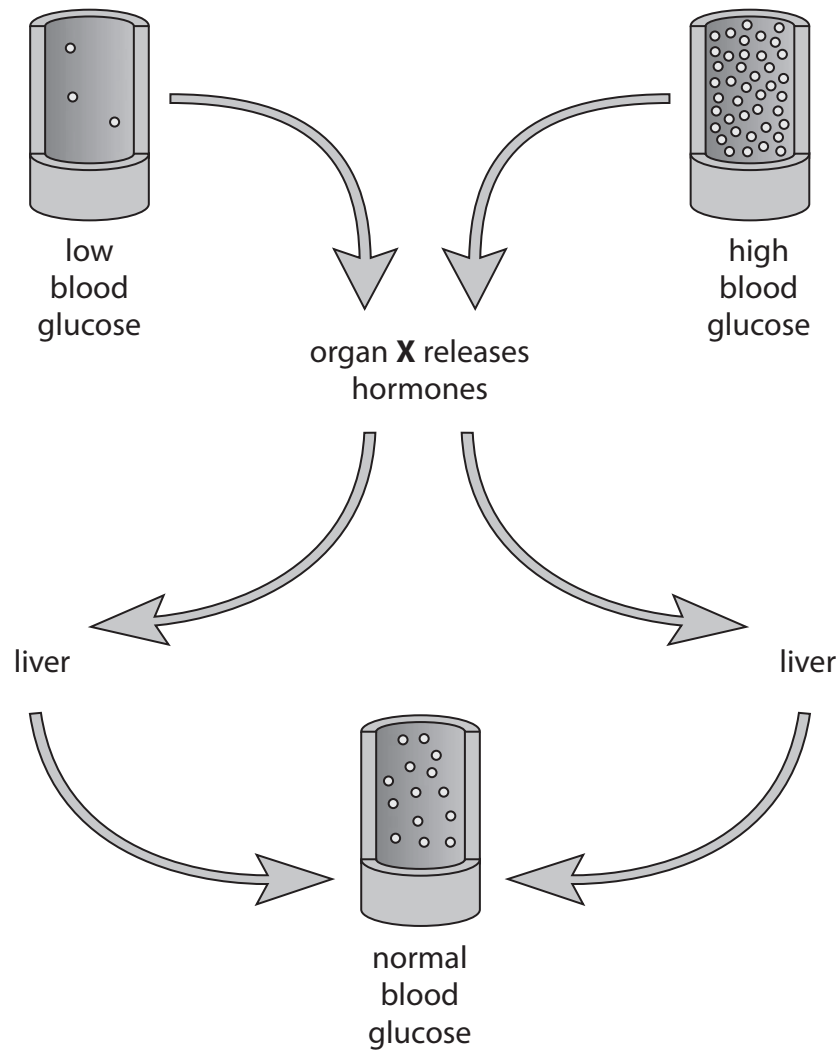 low
blood
glucose
high
blood
glucose
organ X releases
hormones
liver
liver
normal
blood
glucose